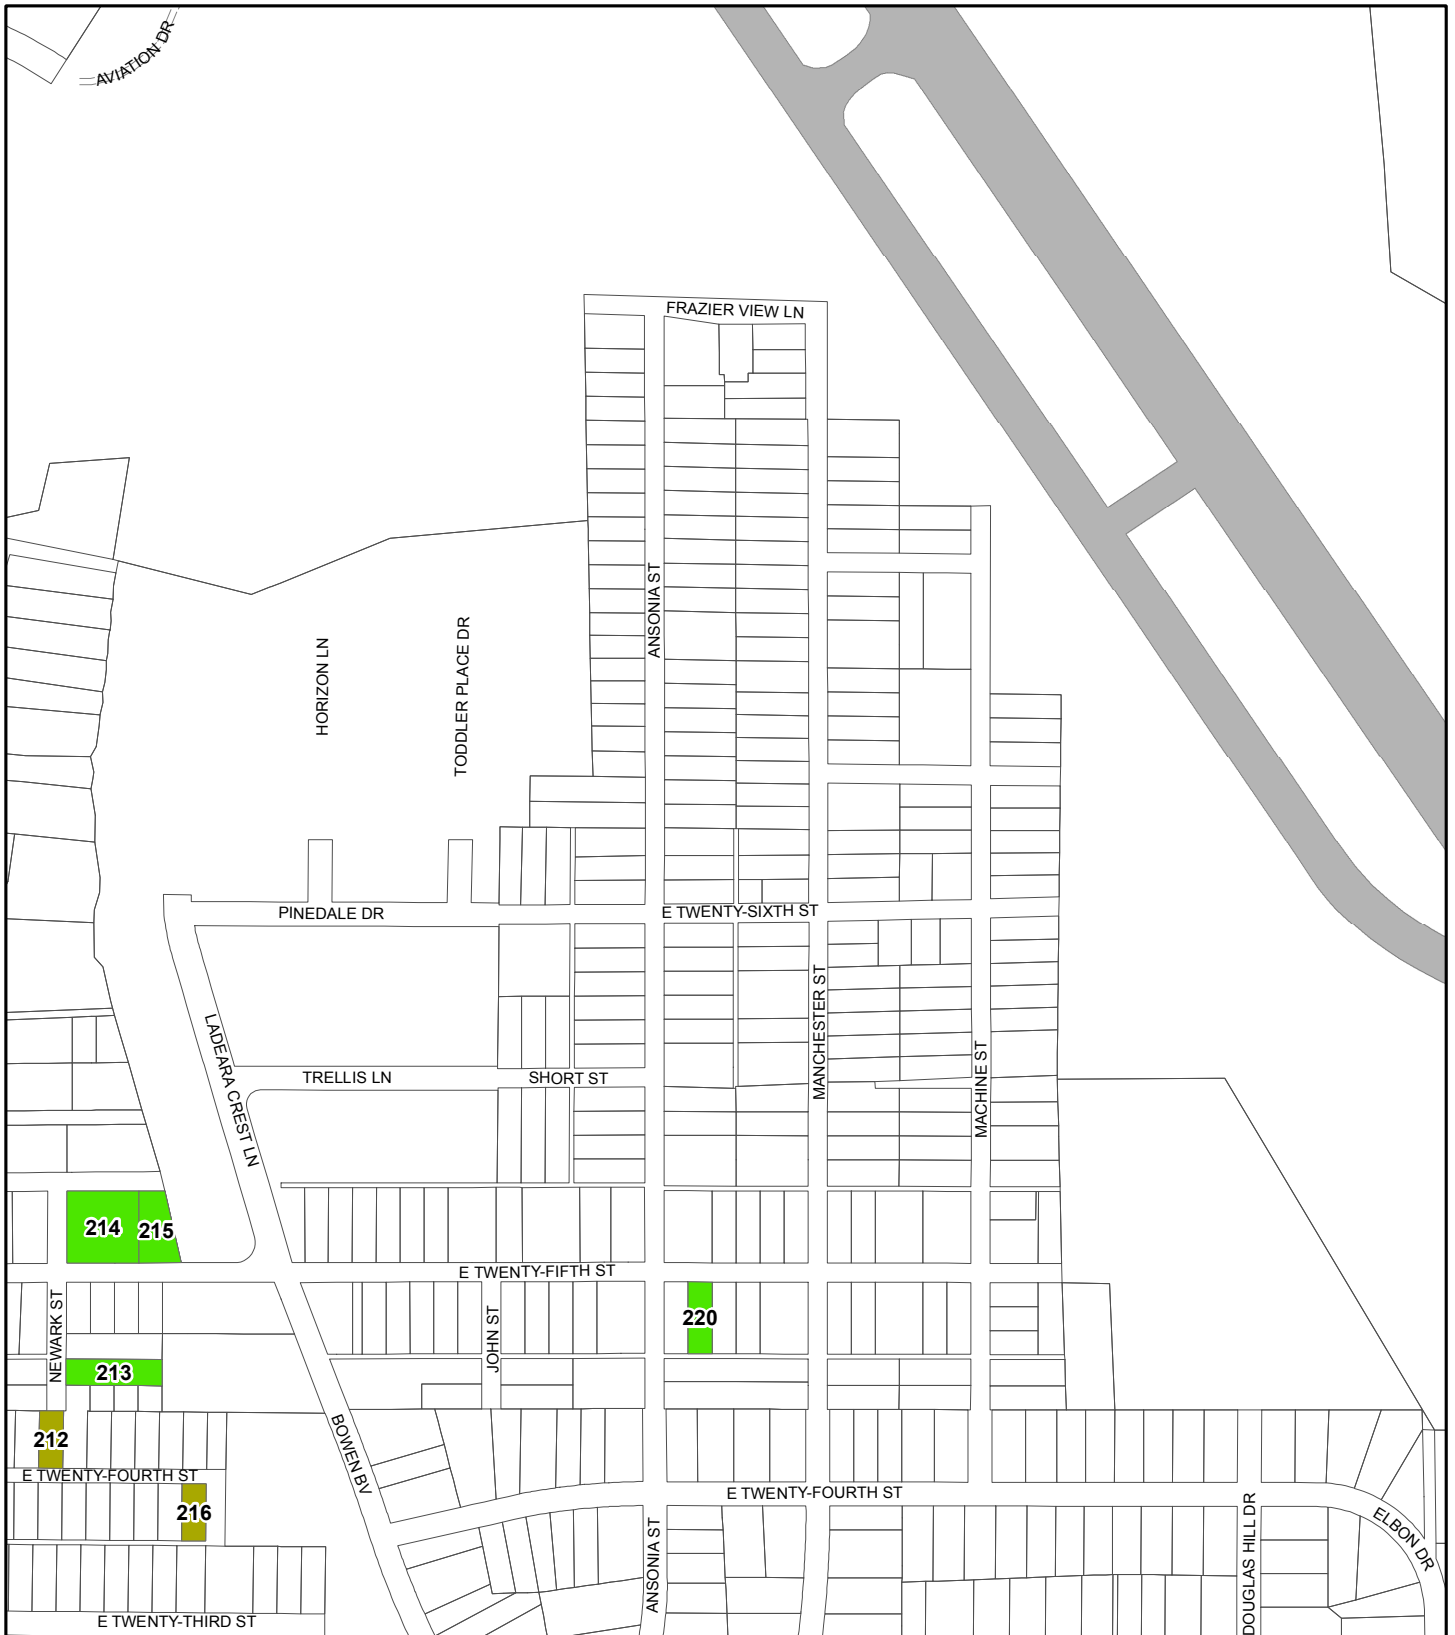 AVIATION DR
FRAZIER VIEW LN
ANSONIA ST
HORIZON LN
TODDLER PLACE DR
PINEDALE DR
E TWENTY-SIXTH ST
MANCHESTER ST
LADEARA CREST LN
MACHINE ST
TRELLIS LN
SHORT ST
214
215
E TWENTY-FIFTH ST
NEWARK ST
JOHN ST
220
213
BOWEN BV
212
E TWENTY-FOURTH ST
E TWENTY-FOURTH ST
216
ANSONIA ST
DOUGLAS HILL DR
ELBON DR
E TWENTY-THIRD ST